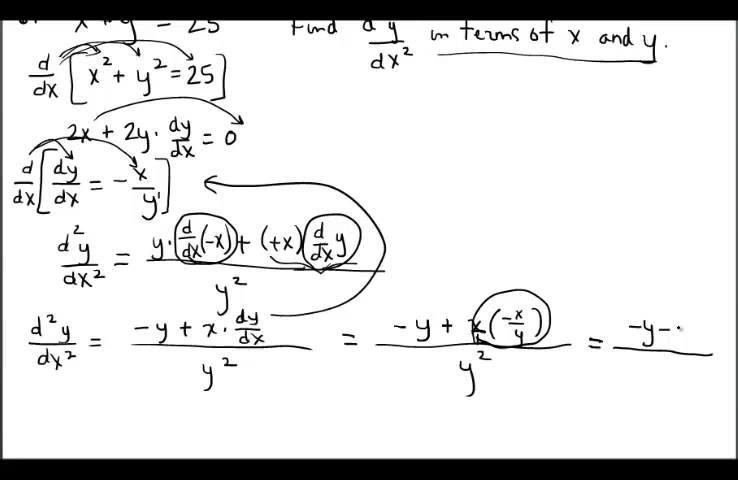 x² + y² = 25 Find d²y/dx² in terms of x and y.
d/dx [x² + y² = 25]
2x + 2y · dy/dx = 0
d/dx [dy/dx = -x/y]
d²y/dx² = (y · d/dx(-x) + (+x) d/dx y) / y²
d²y/dx² = (-y + x · dy/dx) / y² = (-y + x(-x/y)) / y² = -y - ·